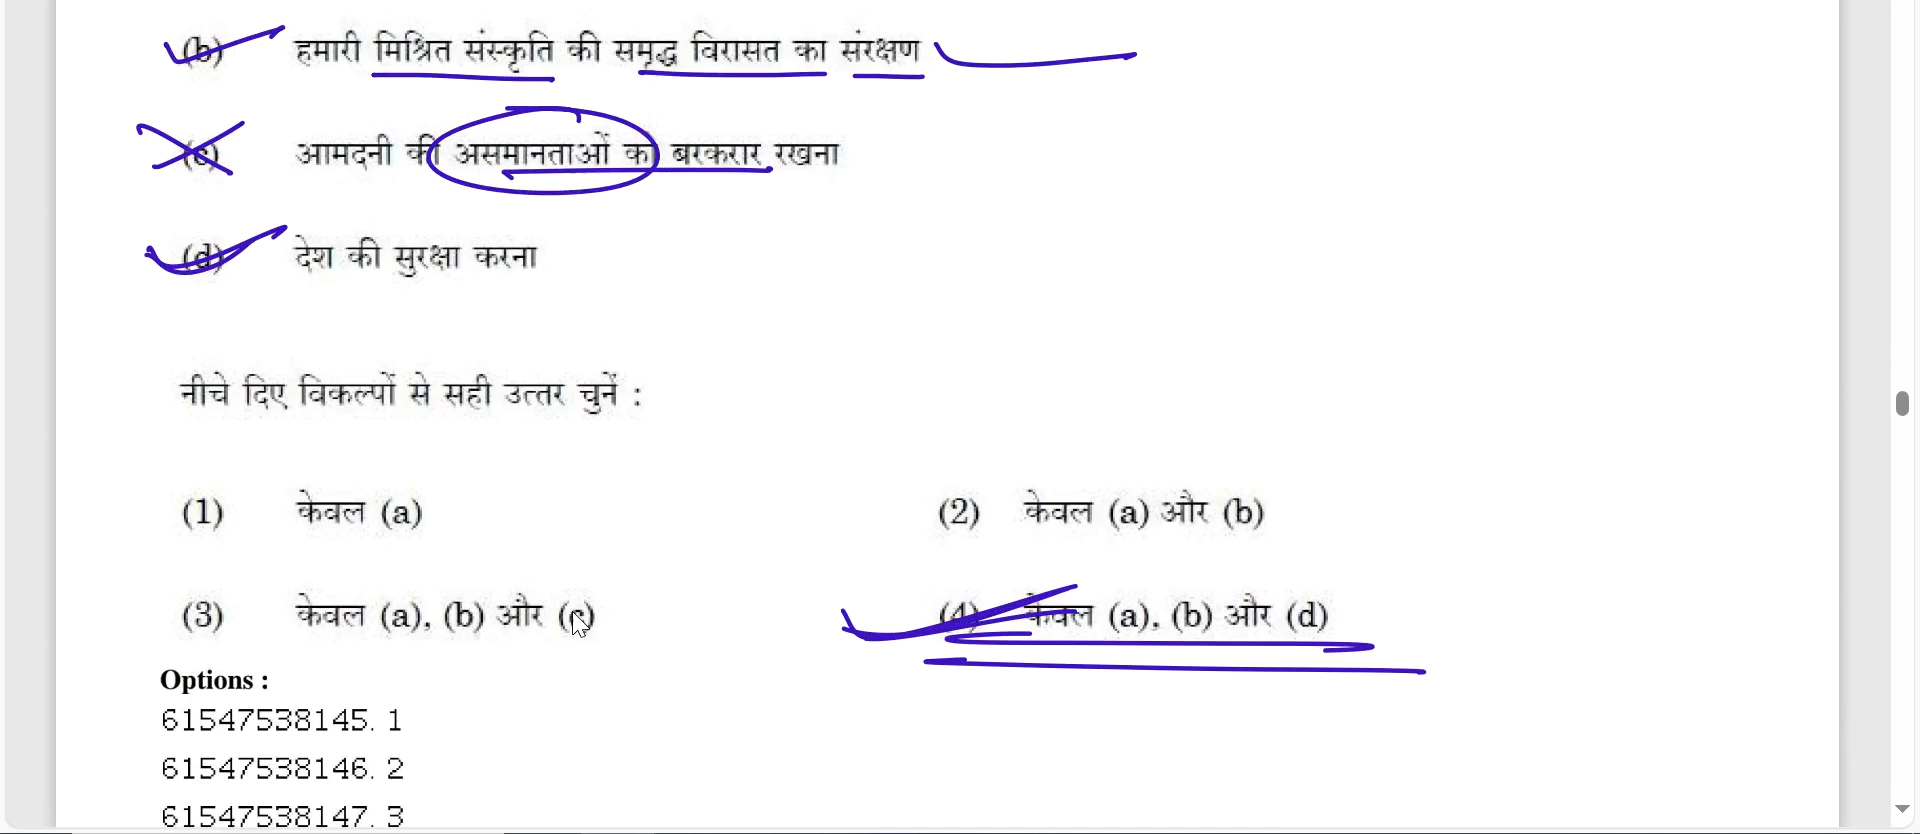 (b) हमारी मिश्रित संस्कृति की समृद्ध विरासत का संरक्षण
(c) आमदनी की असमानताओं को बरकरार रखना
(d) देश की सुरक्षा करना
नीचे दिए विकल्पों से सही उत्तर चुनें :
(1) केवल (a) (2) केवल (a) और (b)
(3) केवल (a), (b) और (c) (4) केवल (a), (b) और (d)
Options :
61547538145. 1
61547538146. 2
61547538147. 3